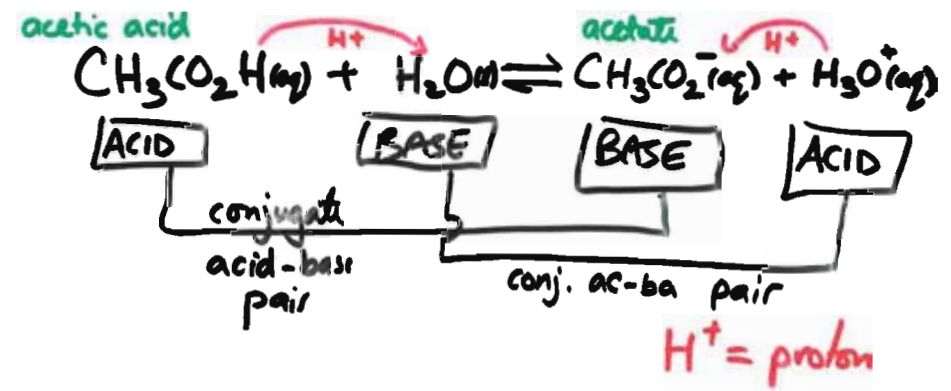 acetic acid H+ acetate H+
CH₃CO₂H(aq) + H₂O(l) ⇌ CH₃CO₂⁻(aq) + H₃O⁺(aq)
ACID BASE BASE ACID
conjugate
acid-base
pair
conj. ac-ba pair
H⁺ = proton